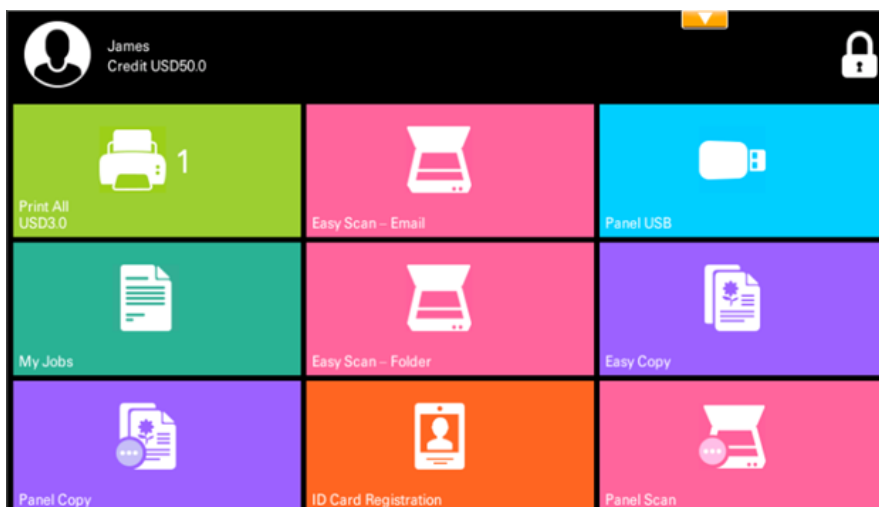 James
Credit USD50.0
1
Print All
USD3.0
Easy Scan – Email
Panel USB
My Jobs
Easy Scan – Folder
Easy Copy
Panel Copy
ID Card Registration
Panel Scan